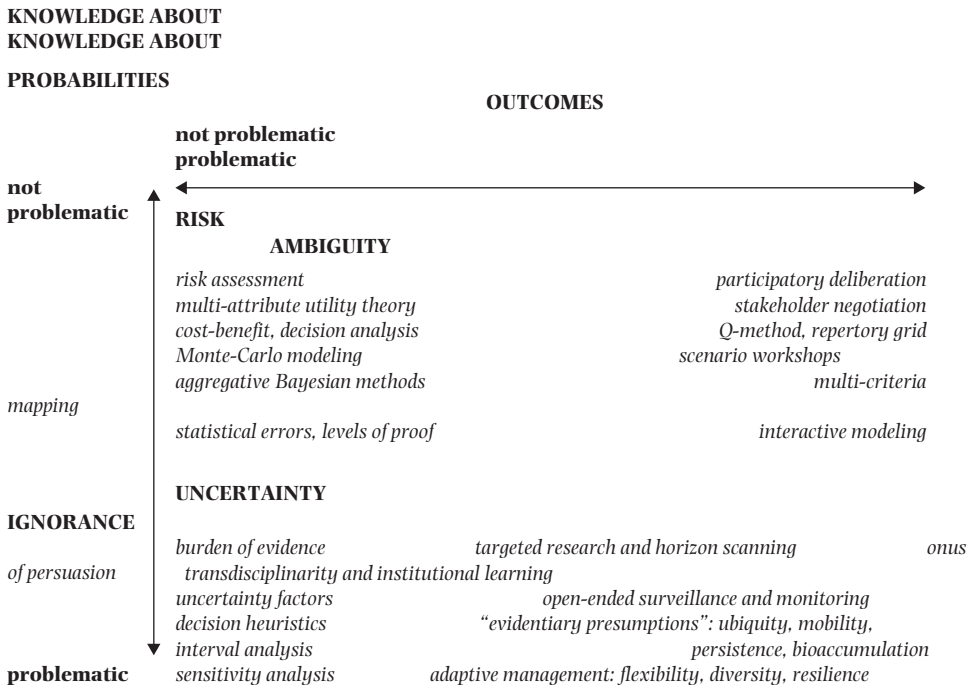 KNOWLEDGE ABOUT
KNOWLEDGE ABOUT
PROBABILITIES
OUTCOMES
not problematic
problematic
not
problematic
RISK
AMBIGUITY
risk assessment participatory deliberation
multi-attribute utility theory stakeholder negotiation
cost-benefit, decision analysis Q-method, repertory grid
Monte-Carlo modeling scenario workshops
aggregative Bayesian methods multi-criteria
mapping
statistical errors, levels of proof interactive modeling
UNCERTAINTY
IGNORANCE
burden of evidence targeted research and horizon scanning onus
of persuasion transdisciplinarity and institutional learning
uncertainty factors open-ended surveillance and monitoring
decision heuristics “evidentiary presumptions”: ubiquity, mobility,
interval analysis persistence, bioaccumulation
problematic sensitivity analysis adaptive management: flexibility, diversity, resilience